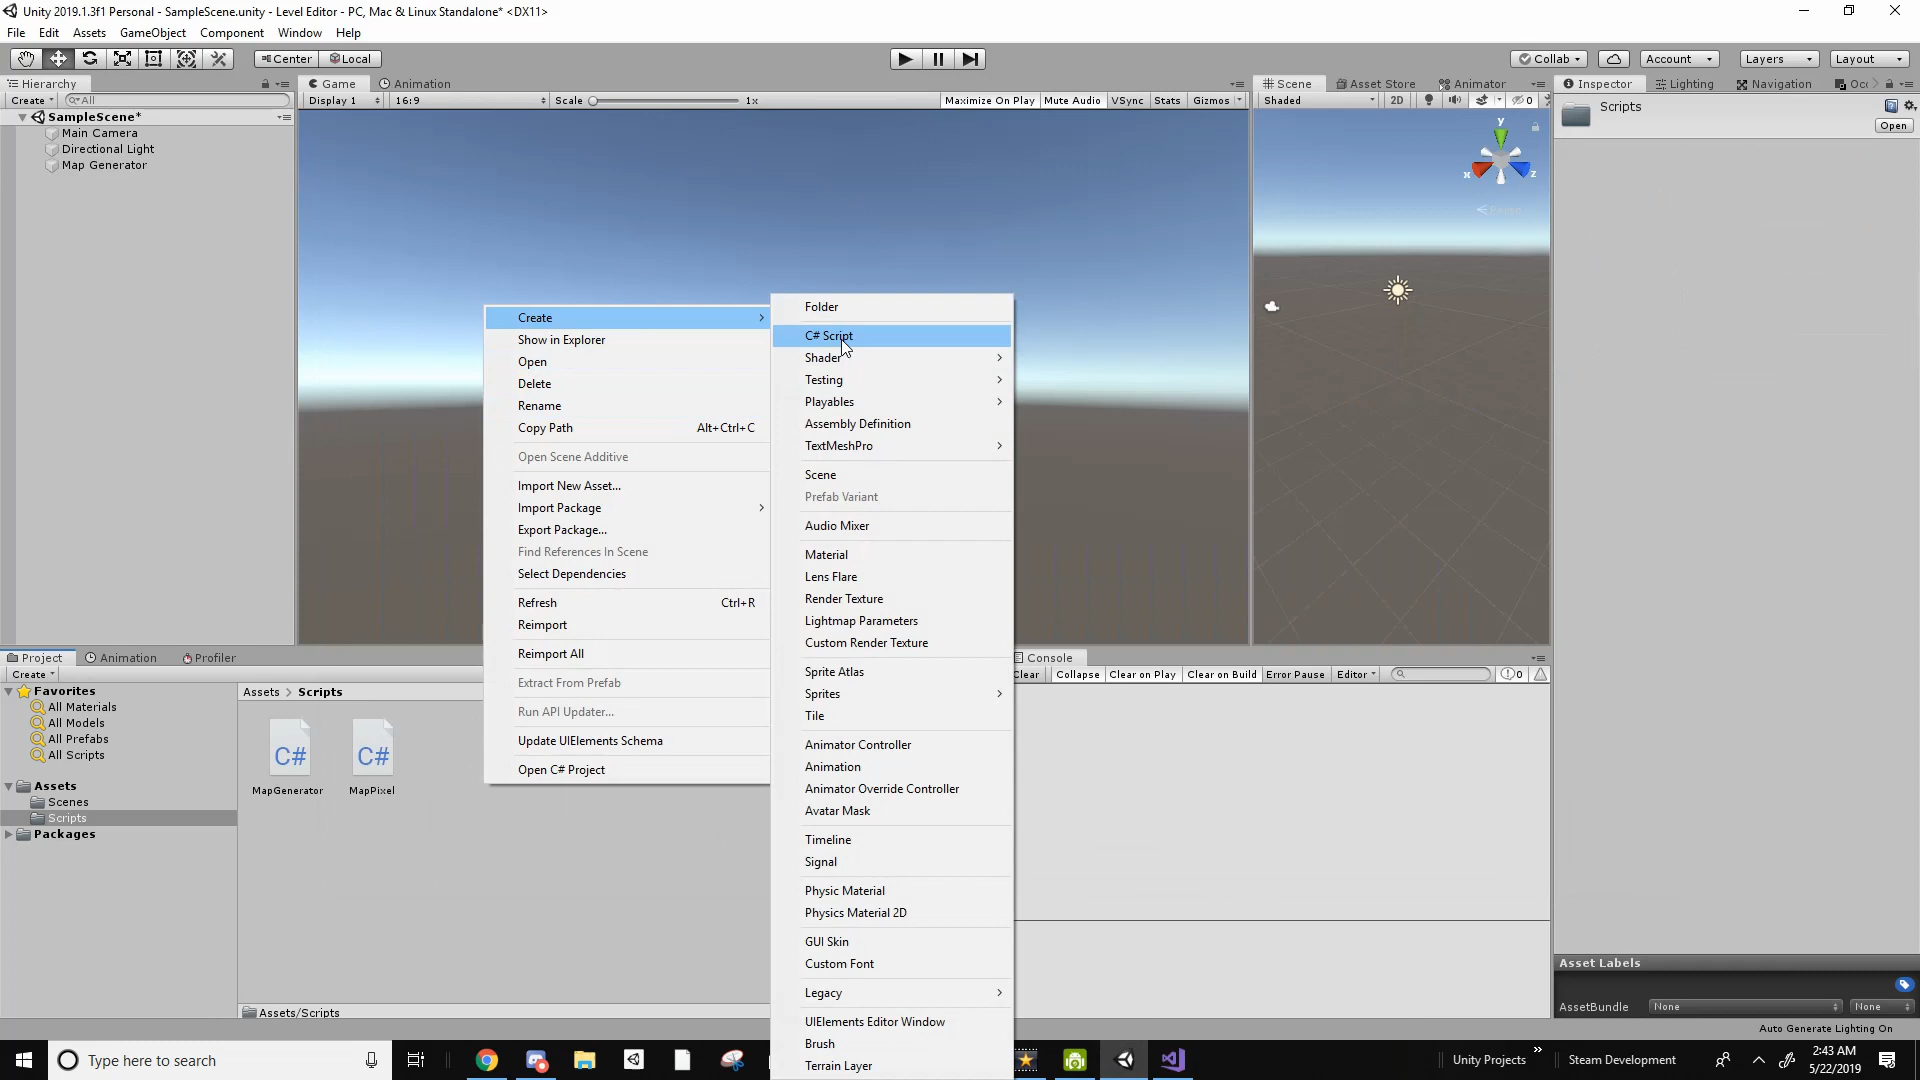 Unity 2019.1.3f1 Personal - SampleScene.unity - Level Editor - PC, Mac & Linux Standalone* <DX11>
File Edit Assets GameObject Component Window Help
Center Local
Collab Account Layers Layout
Hierarchy
Create All
SampleScene*
Main Camera
Directional Light
Map Generator
Game Animation
Display 1 16:9 Scale 1x Maximize On Play Mute Audio VSync Stats Gizmos
Scene Asset Store Animator
Shaded 2D 0
y
x z
Persp
Inspector Lighting Navigation Occ
Scripts
Open
Create
Show in Explorer
Open
Delete
Rename
Copy Path Alt+Ctrl+C
Open Scene Additive
Import New Asset...
Import Package
Export Package...
Find References In Scene
Select Dependencies
Refresh Ctrl+R
Reimport
Reimport All
Extract From Prefab
Run API Updater...
Update UIElements Schema
Open C# Project
Folder
C# Script
Shader
Testing
Playables
Assembly Definition
TextMeshPro
Scene
Prefab Variant
Audio Mixer
Material
Lens Flare
Render Texture
Lightmap Parameters
Custom Render Texture
Sprite Atlas
Sprites
Tile
Animator Controller
Animation
Animator Override Controller
Avatar Mask
Timeline
Signal
Physic Material
Physics Material 2D
GUI Skin
Custom Font
Legacy
UIElements Editor Window
Brush
Terrain Layer
Project Animation Profiler
Create
Favorites
All Materials
All Models
All Prefabs
All Scripts
Assets
Scenes
Scripts
Packages
Assets > Scripts
C# C#
MapGenerator MapPixel
Assets/Scripts
Console
Clear Collapse Clear on Play Clear on Build Error Pause Editor 0
Asset Labels
AssetBundle None None
Auto Generate Lighting On
Type here to search
Unity Projects » Steam Development
2:43 AM
5/22/2019